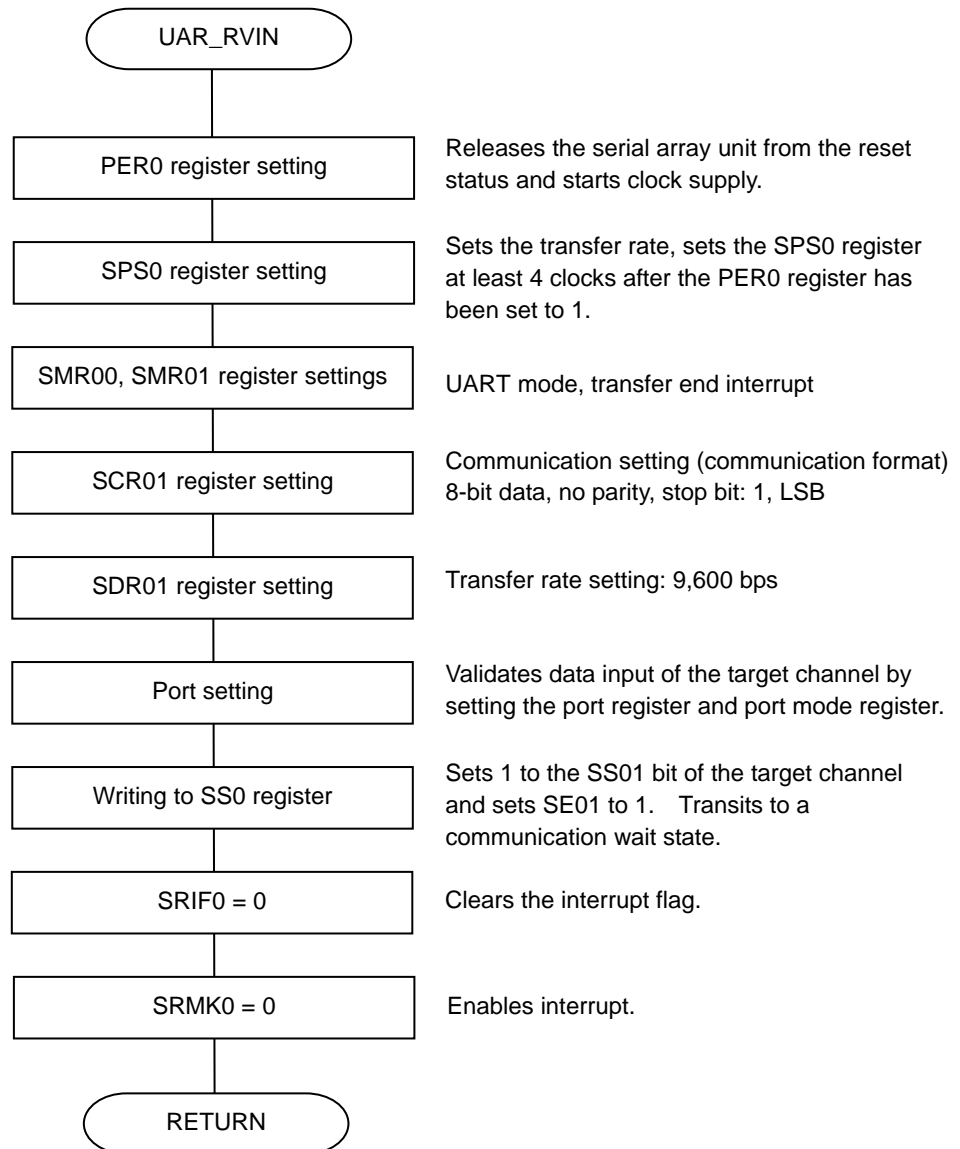 UAR_RVIN
PER0 register setting
Releases the serial array unit from the reset
status and starts clock supply.
SPS0 register setting
Sets the transfer rate, sets the SPS0 register
at least 4 clocks after the PER0 register has
been set to 1.
SMR00, SMR01 register settings
UART mode, transfer end interrupt
SCR01 register setting
Communication setting (communication format)
8-bit data, no parity, stop bit: 1, LSB
SDR01 register setting
Transfer rate setting: 9,600 bps
Port setting
Validates data input of the target channel by
setting the port register and port mode register.
Writing to SS0 register
Sets 1 to the SS01 bit of the target channel
and sets SE01 to 1. Transits to a
communication wait state.
SRIF0 = 0
Clears the interrupt flag.
SRMK0 = 0
Enables interrupt.
RETURN